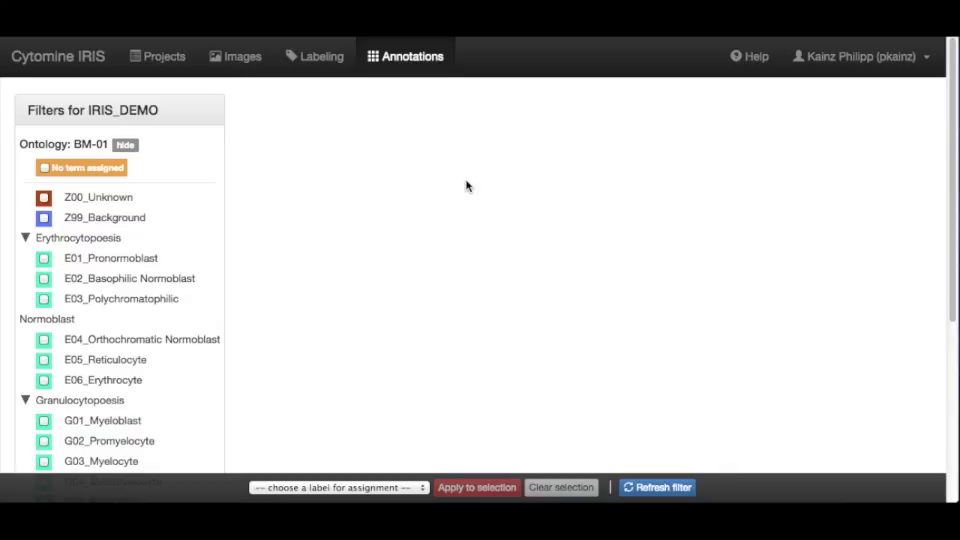 Cytomine IRIS Projects Images Labeling Annotations Help Kainz Philipp (pkainz)
Filters for IRIS_DEMO
Ontology: BM-01 hide
No term assigned
Z00_Unknown
Z99_Background
Erythrocytopoesis
E01_Pronormoblast
E02_Basophilic Normoblast
E03_Polychromatophilic
Normoblast
E04_Orthochromatic Normoblast
E05_Reticulocyte
E06_Erythrocyte
Granulocytopoesis
G01_Myeloblast
G02_Promyelocyte
G03_Myelocyte
-- choose a label for assignment -- Apply to selection Clear selection | Refresh filter